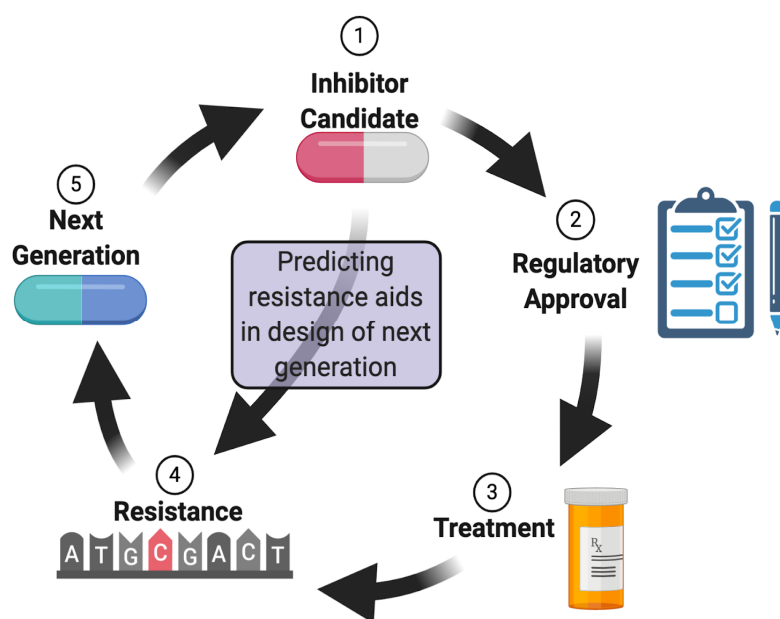 1
Inhibitor
Candidate
2
Regulatory
Approval
3
Treatment
Rx
4
Resistance
A T G C G A C T
5
Next
Generation
Predicting
resistance aids
in design of next
generation